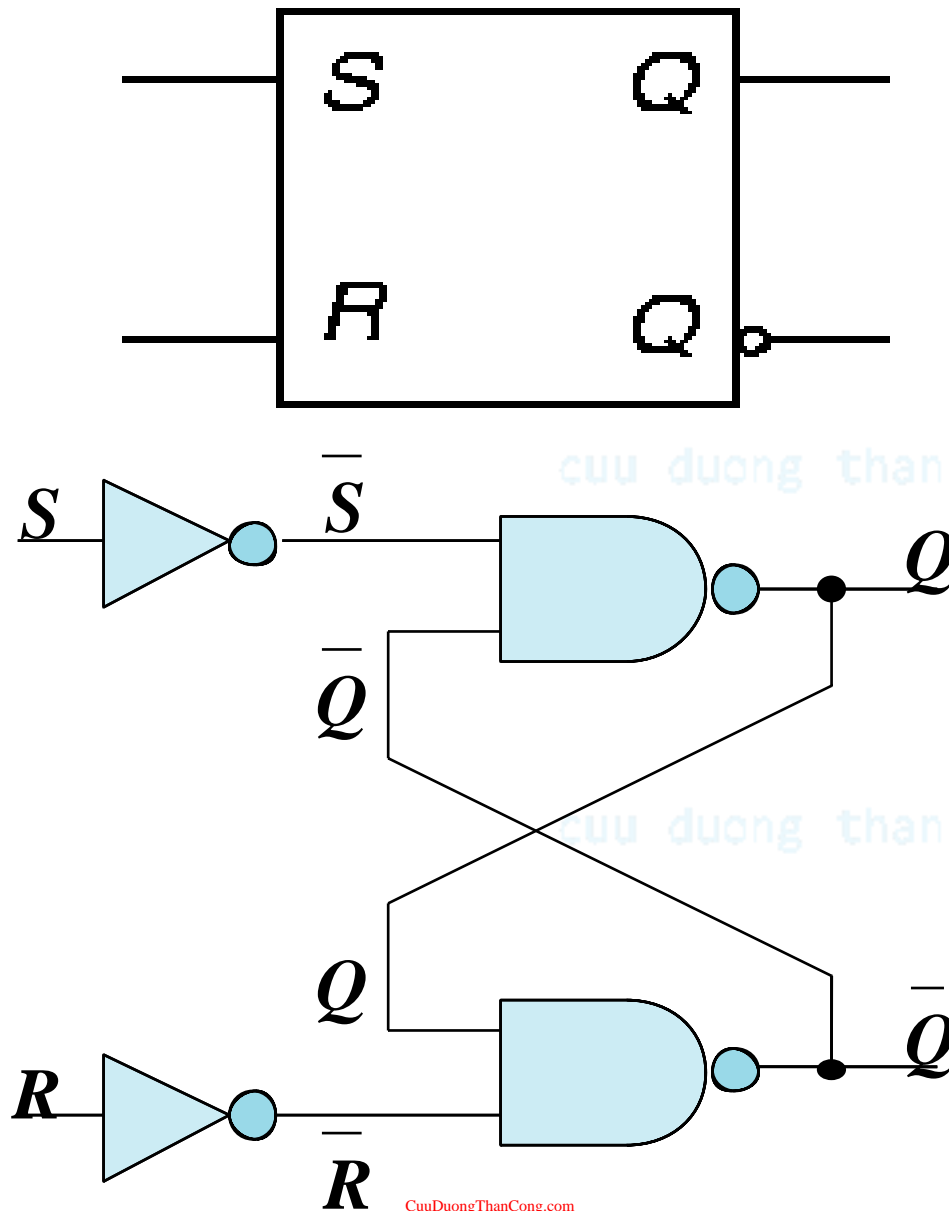 S Q
R Q
cuu duong than
S S̅ Q
Q̅
cuu duong than
Q Q̅
R R̅
CuuDuongThanCong.com